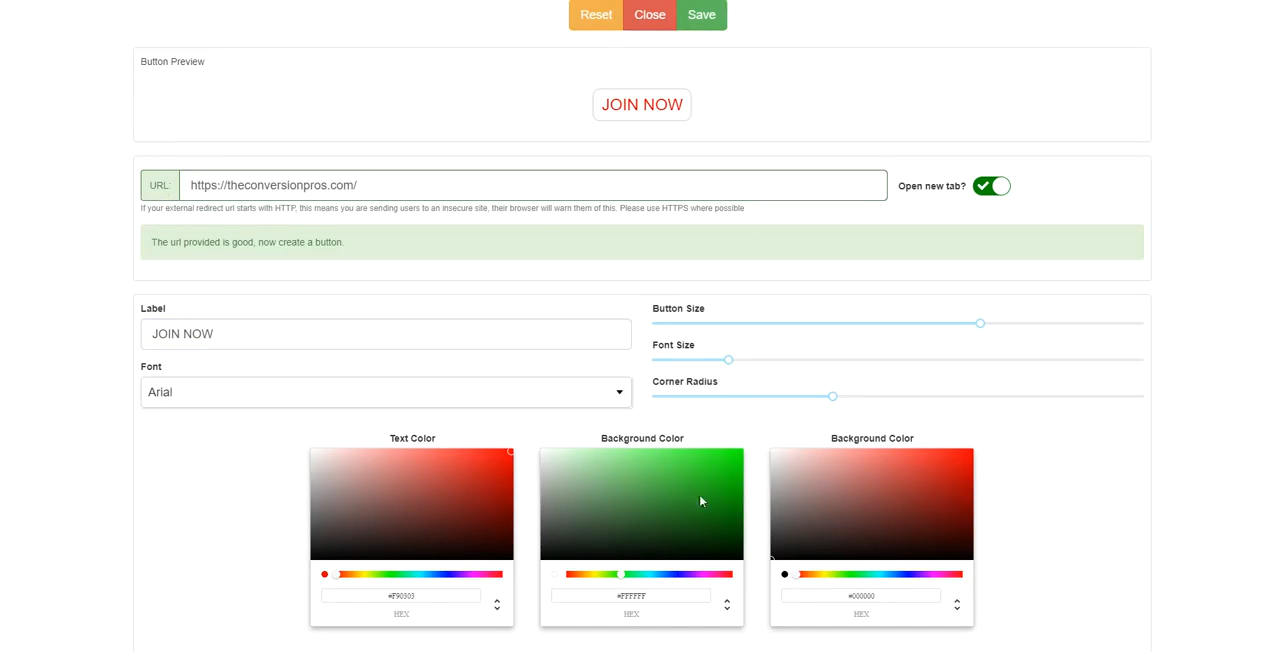 Reset Close Save
Button Preview
JOIN NOW
URL: https://theconversionpros.com/ Open new tab?
If your external redirect url starts with HTTP, this means you are sending users to an insecure site, their browser will warn them of this. Please use HTTPS where possible
The url provided is good, now create a button.
Label
JOIN NOW
Font
Arial
Button Size
Font Size
Corner Radius
Text Color Background Color Background Color
#F90303 #FFFFFF #000000
HEX HEX HEX